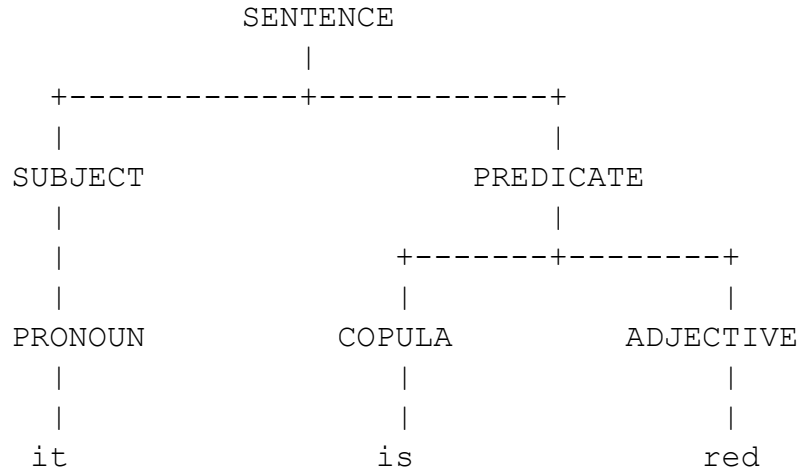 SENTENCE
|
+------------+------------+
| |
SUBJECT PREDICATE
| |
| +-------+--------+
| | |
PRONOUN COPULA ADJECTIVE
| | |
| | |
it is red